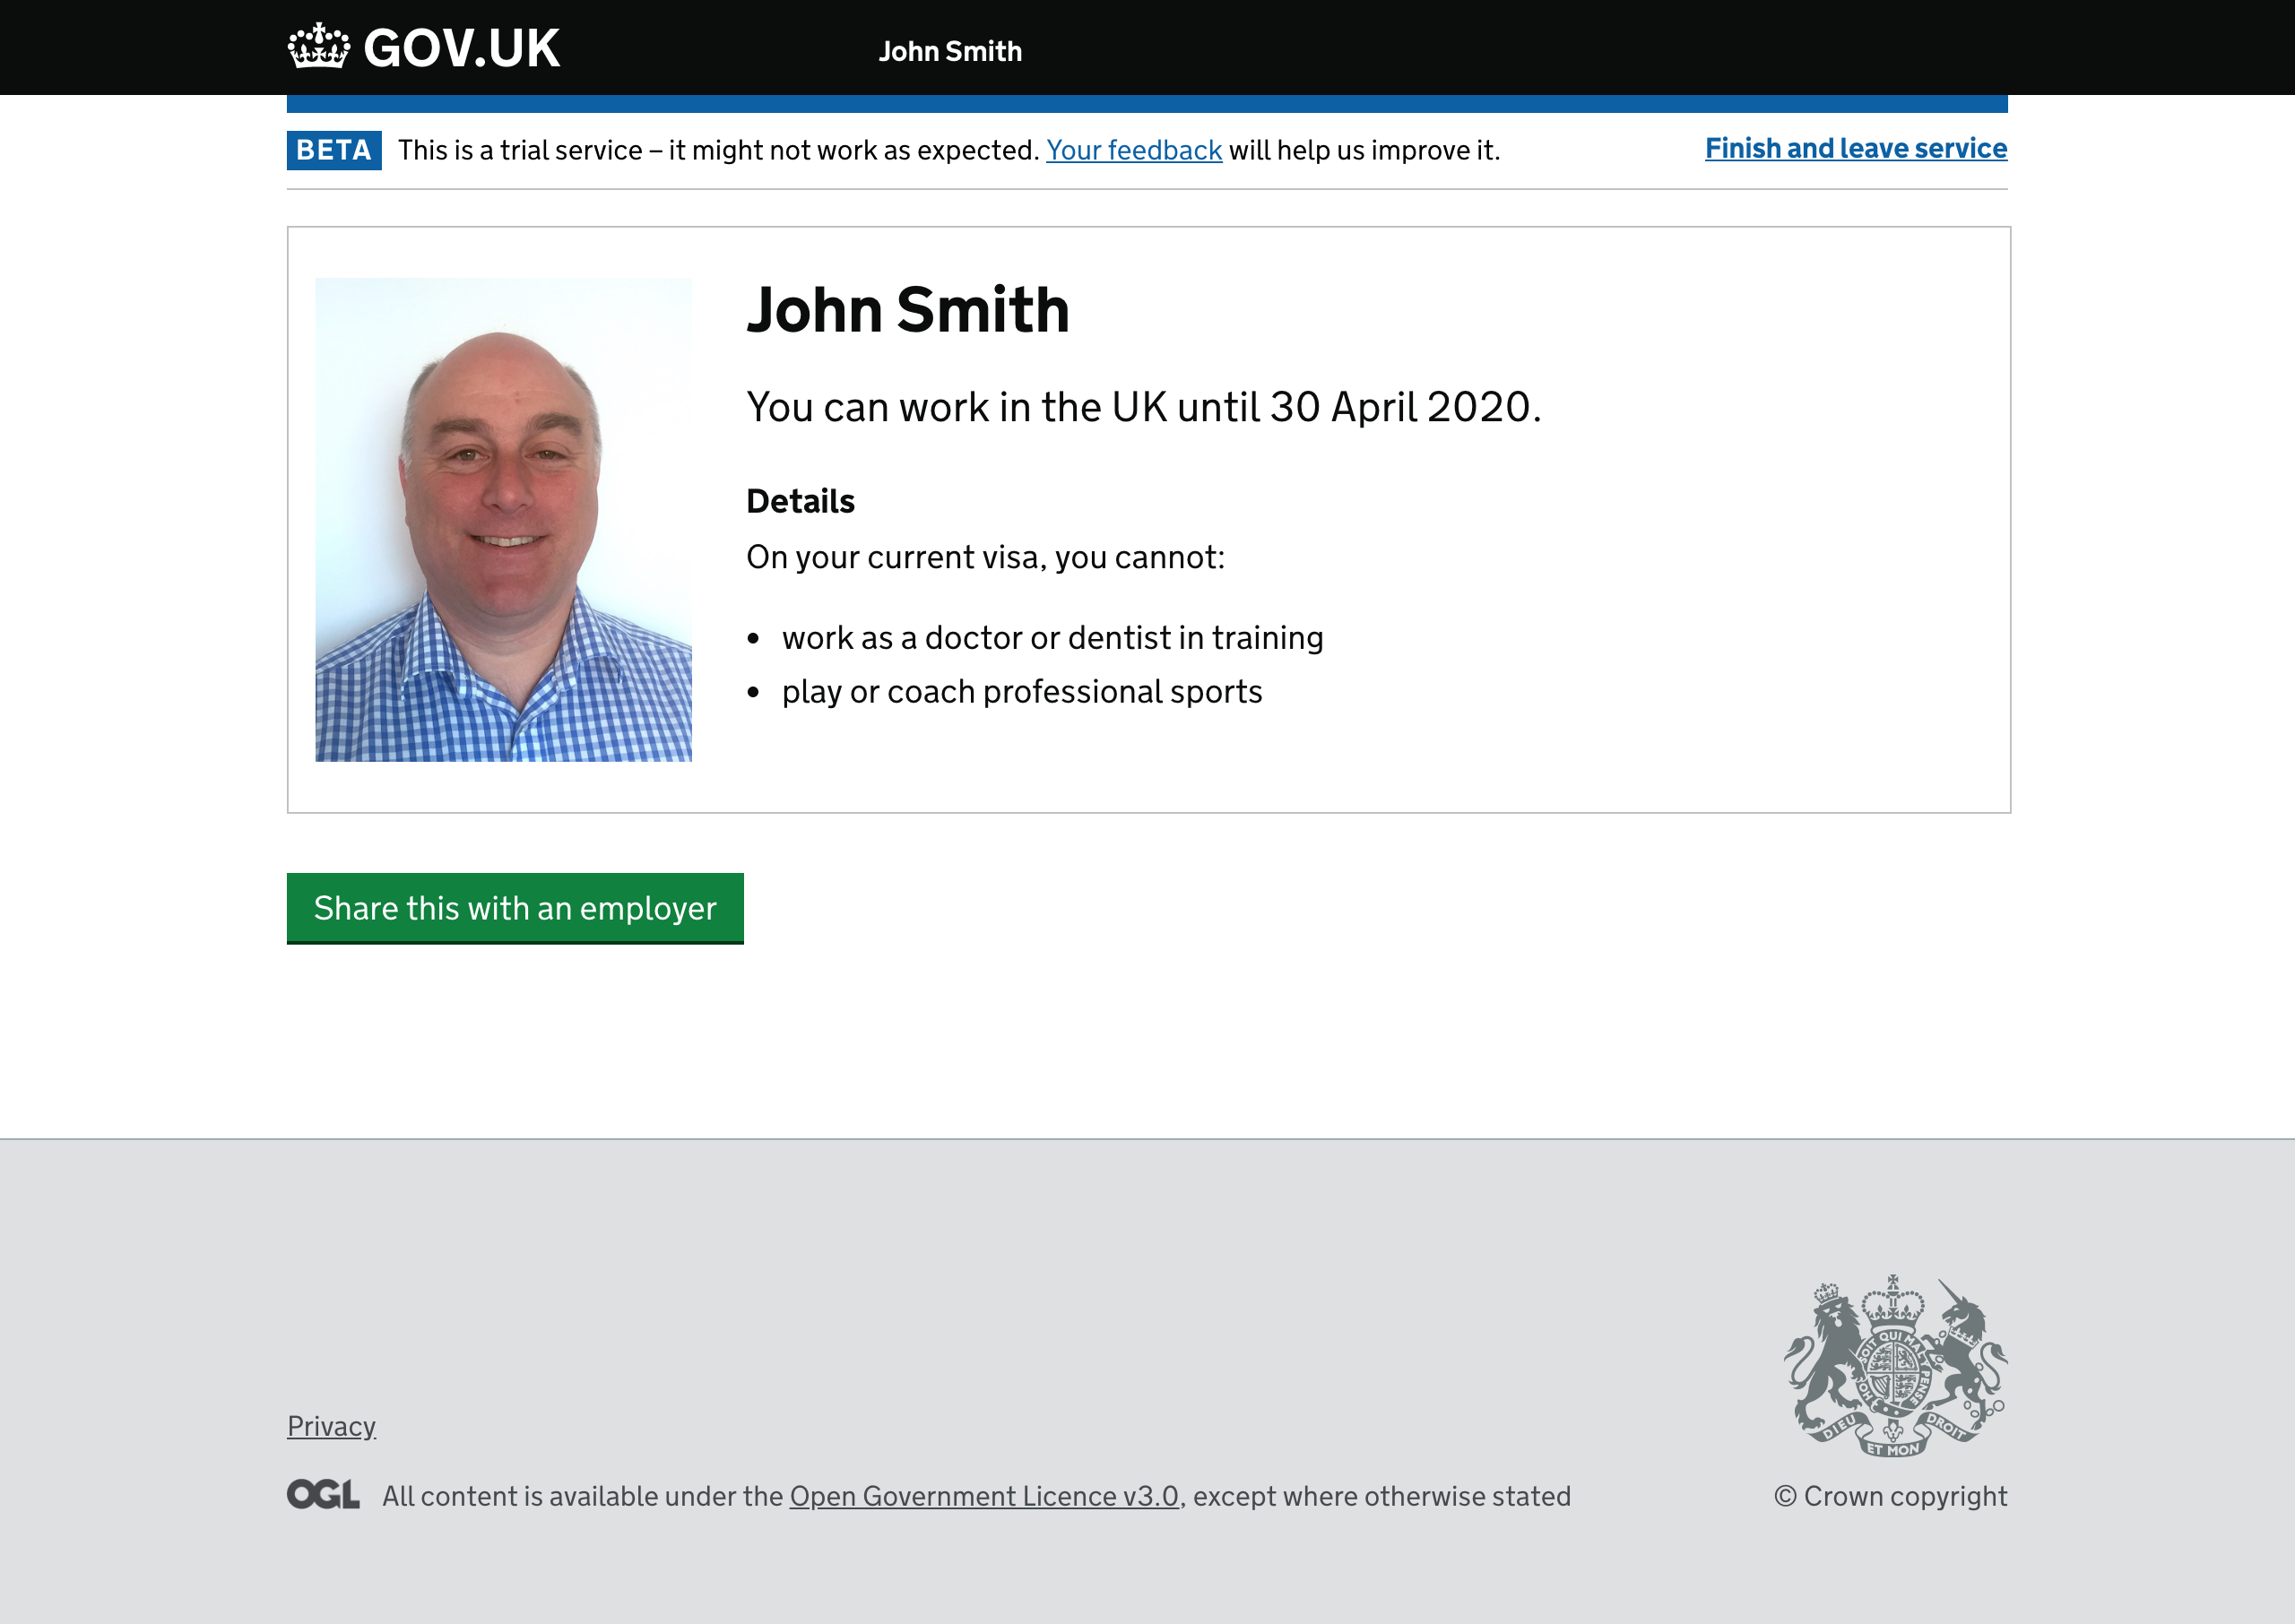 GOV.UK
John Smith
BETA This is a trial service – it might not work as expected. Your feedback will help us improve it. Finish and leave service
John Smith
You can work in the UK until 30 April 2020.
Details
On your current visa, you cannot:
• work as a doctor or dentist in training
• play or coach professional sports
Share this with an employer
SOIT QUI MAL Y PENSE
DIEU ET MON DROIT
Privacy
OGL All content is available under the Open Government Licence v3.0, except where otherwise stated
© Crown copyright